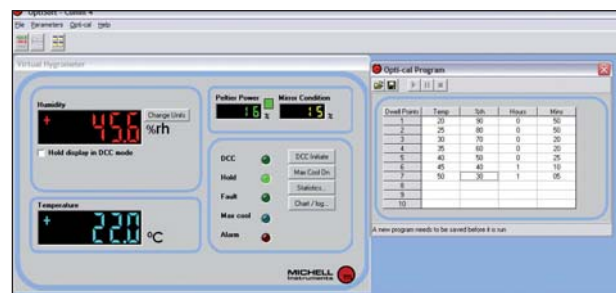 OptiSoft - Comm 4
File Parameters Opti-cal Help
Virtual Hygrometer
Humidity
+ 45.6 %rh
Change Units
Hold display in DCC mode
Temperature
+ 22.0 °C
Peltier Power
16 %
Mirror Condition
15 %
DCC
Hold
Fault
Max cool
Alarm
DCC Initiate
Max Cool On
Statistics...
Chart / log...
MICHELL
Instruments
Opti-cal Program
Dwell Points Temp %rh Hours Mins
1 20 90 0 50
2 25 80 0 50
3 30 70 0 20
4 35 60 0 20
5 40 50 0 25
6 45 40 1 10
7 50 30 1 05
8
9
10
A new program needs to be saved before it is run